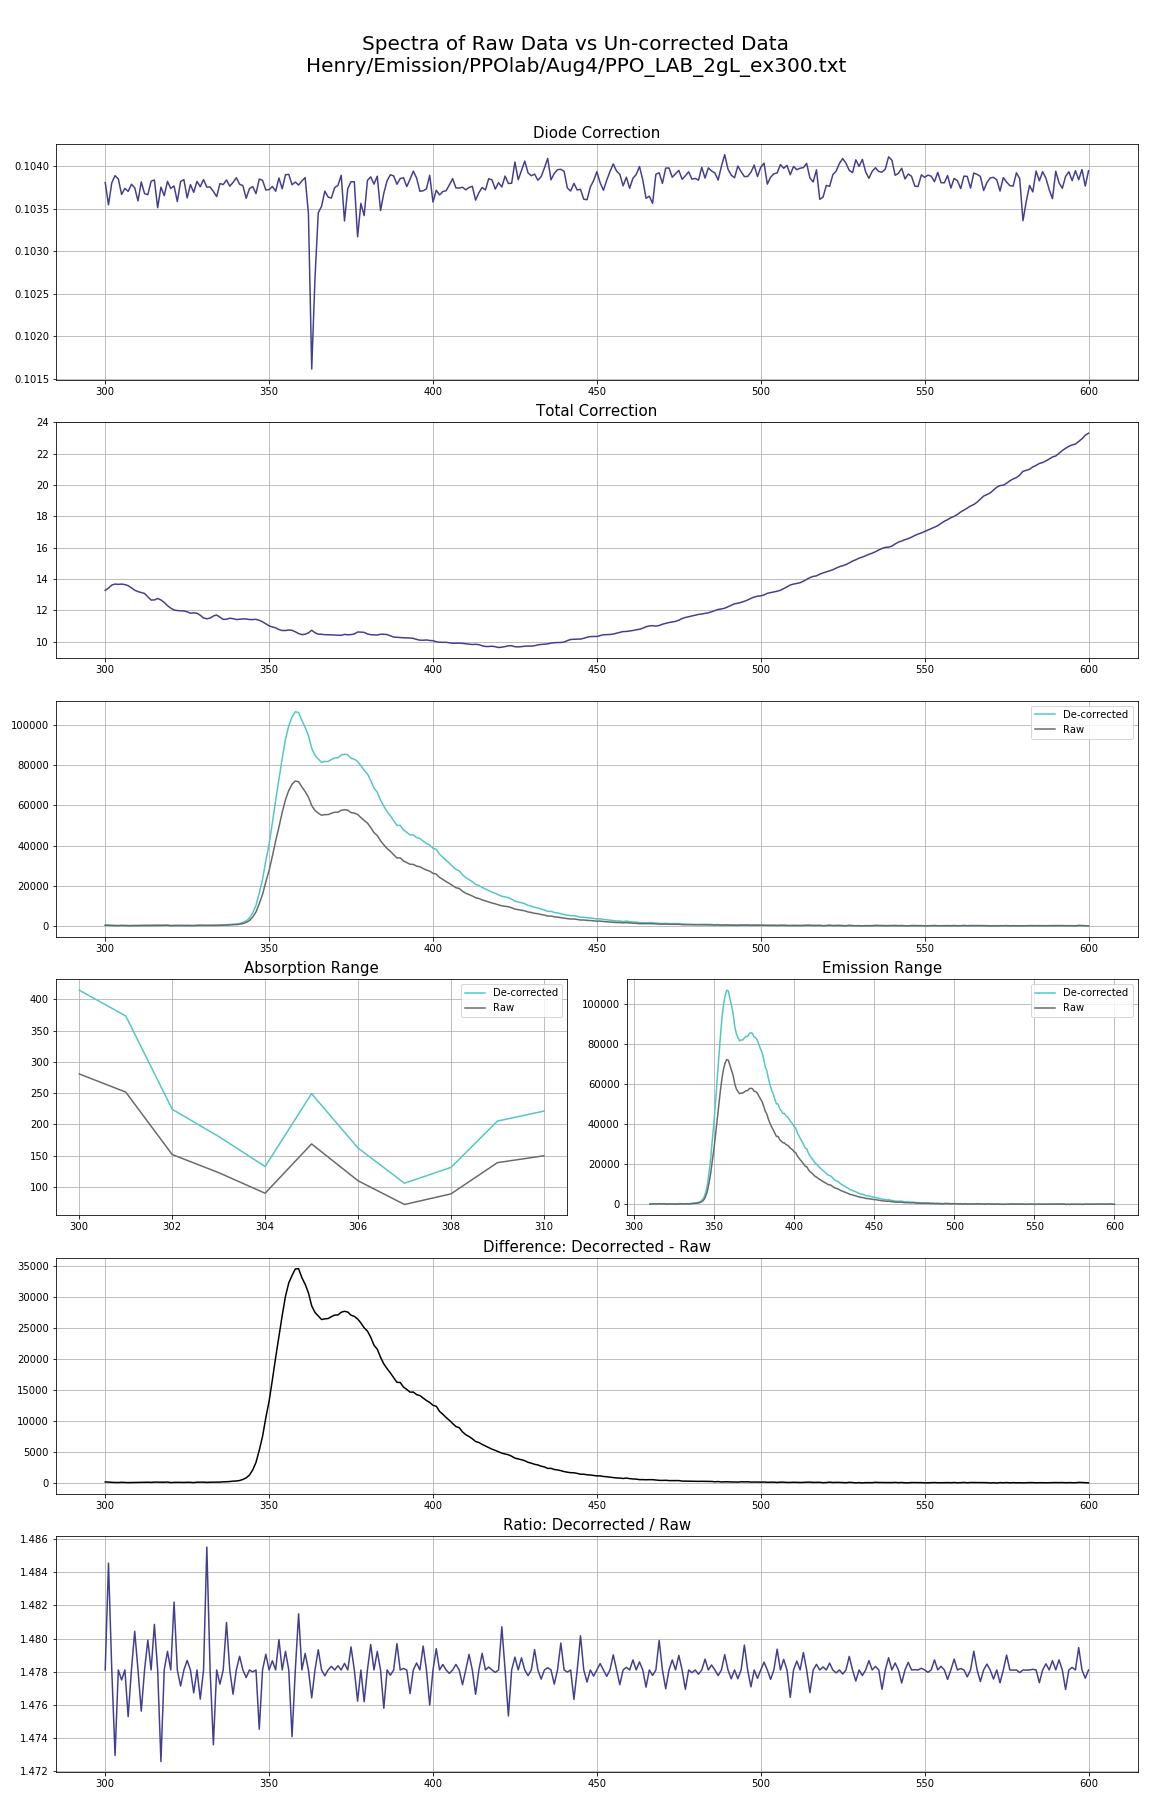 Spectra of Raw Data vs Un-corrected Data
Henry/Emission/PPOlab/Aug4/PPO_LAB_2gL_ex300.txt
Diode Correction
0.1040
0.1035
0.1030
0.1025
0.1020
0.1015
300 350 400 450 500 550 600
Total Correction
24
22
20
18
16
14
12
10
300 350 400 450 500 550 600
100000
80000
60000
40000
20000
0
De-corrected
Raw
300 350 400 450 500 550 600
Absorption Range
400
350
300
250
200
150
100
De-corrected
Raw
300 302 304 306 308 310
Emission Range
100000
80000
60000
40000
20000
0
De-corrected
Raw
300 350 400 450 500 550 600
Difference: Decorrected - Raw
35000
30000
25000
20000
15000
10000
5000
0
300 350 400 450 500 550 600
Ratio: Decorrected / Raw
1.486
1.484
1.482
1.480
1.478
1.476
1.474
1.472
300 350 400 450 500 550 600